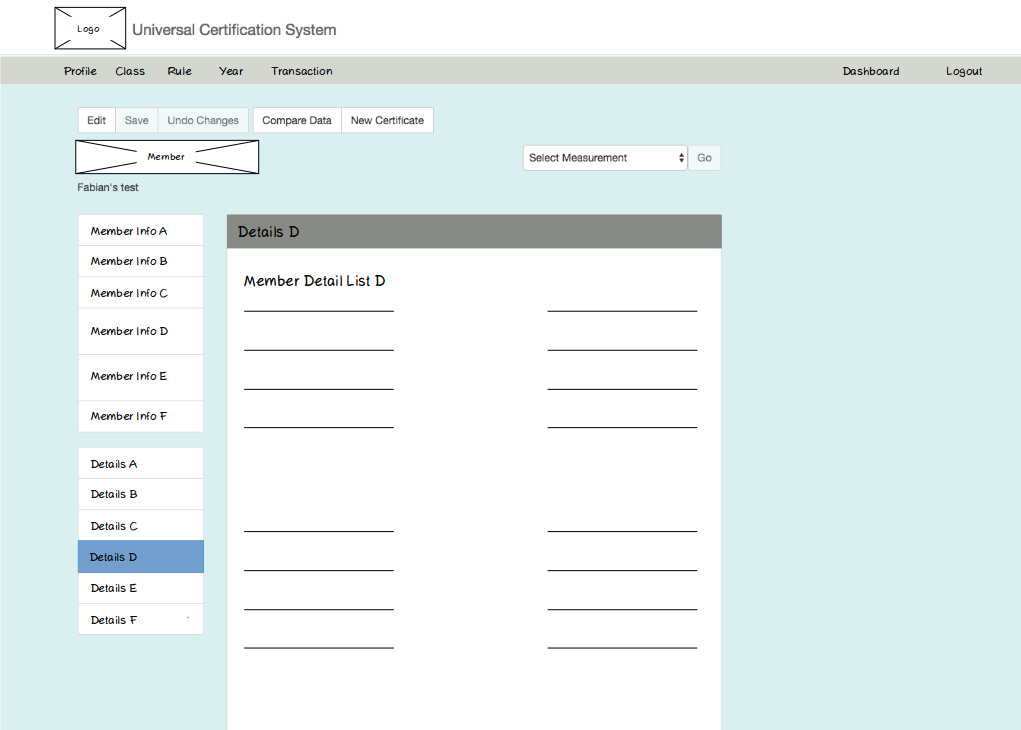 Logo
Universal Certification System
Profile Class Rule Year Transaction Dashboard Logout
Edit Save Undo Changes Compare Data New Certificate
Member
Select Measurement Go
Fabian's test
Member Info A
Member Info B
Member Info C
Member Info D
Member Info E
Member Info F
Details A
Details B
Details C
Details D
Details E
Details F
Details D
Member Detail List D